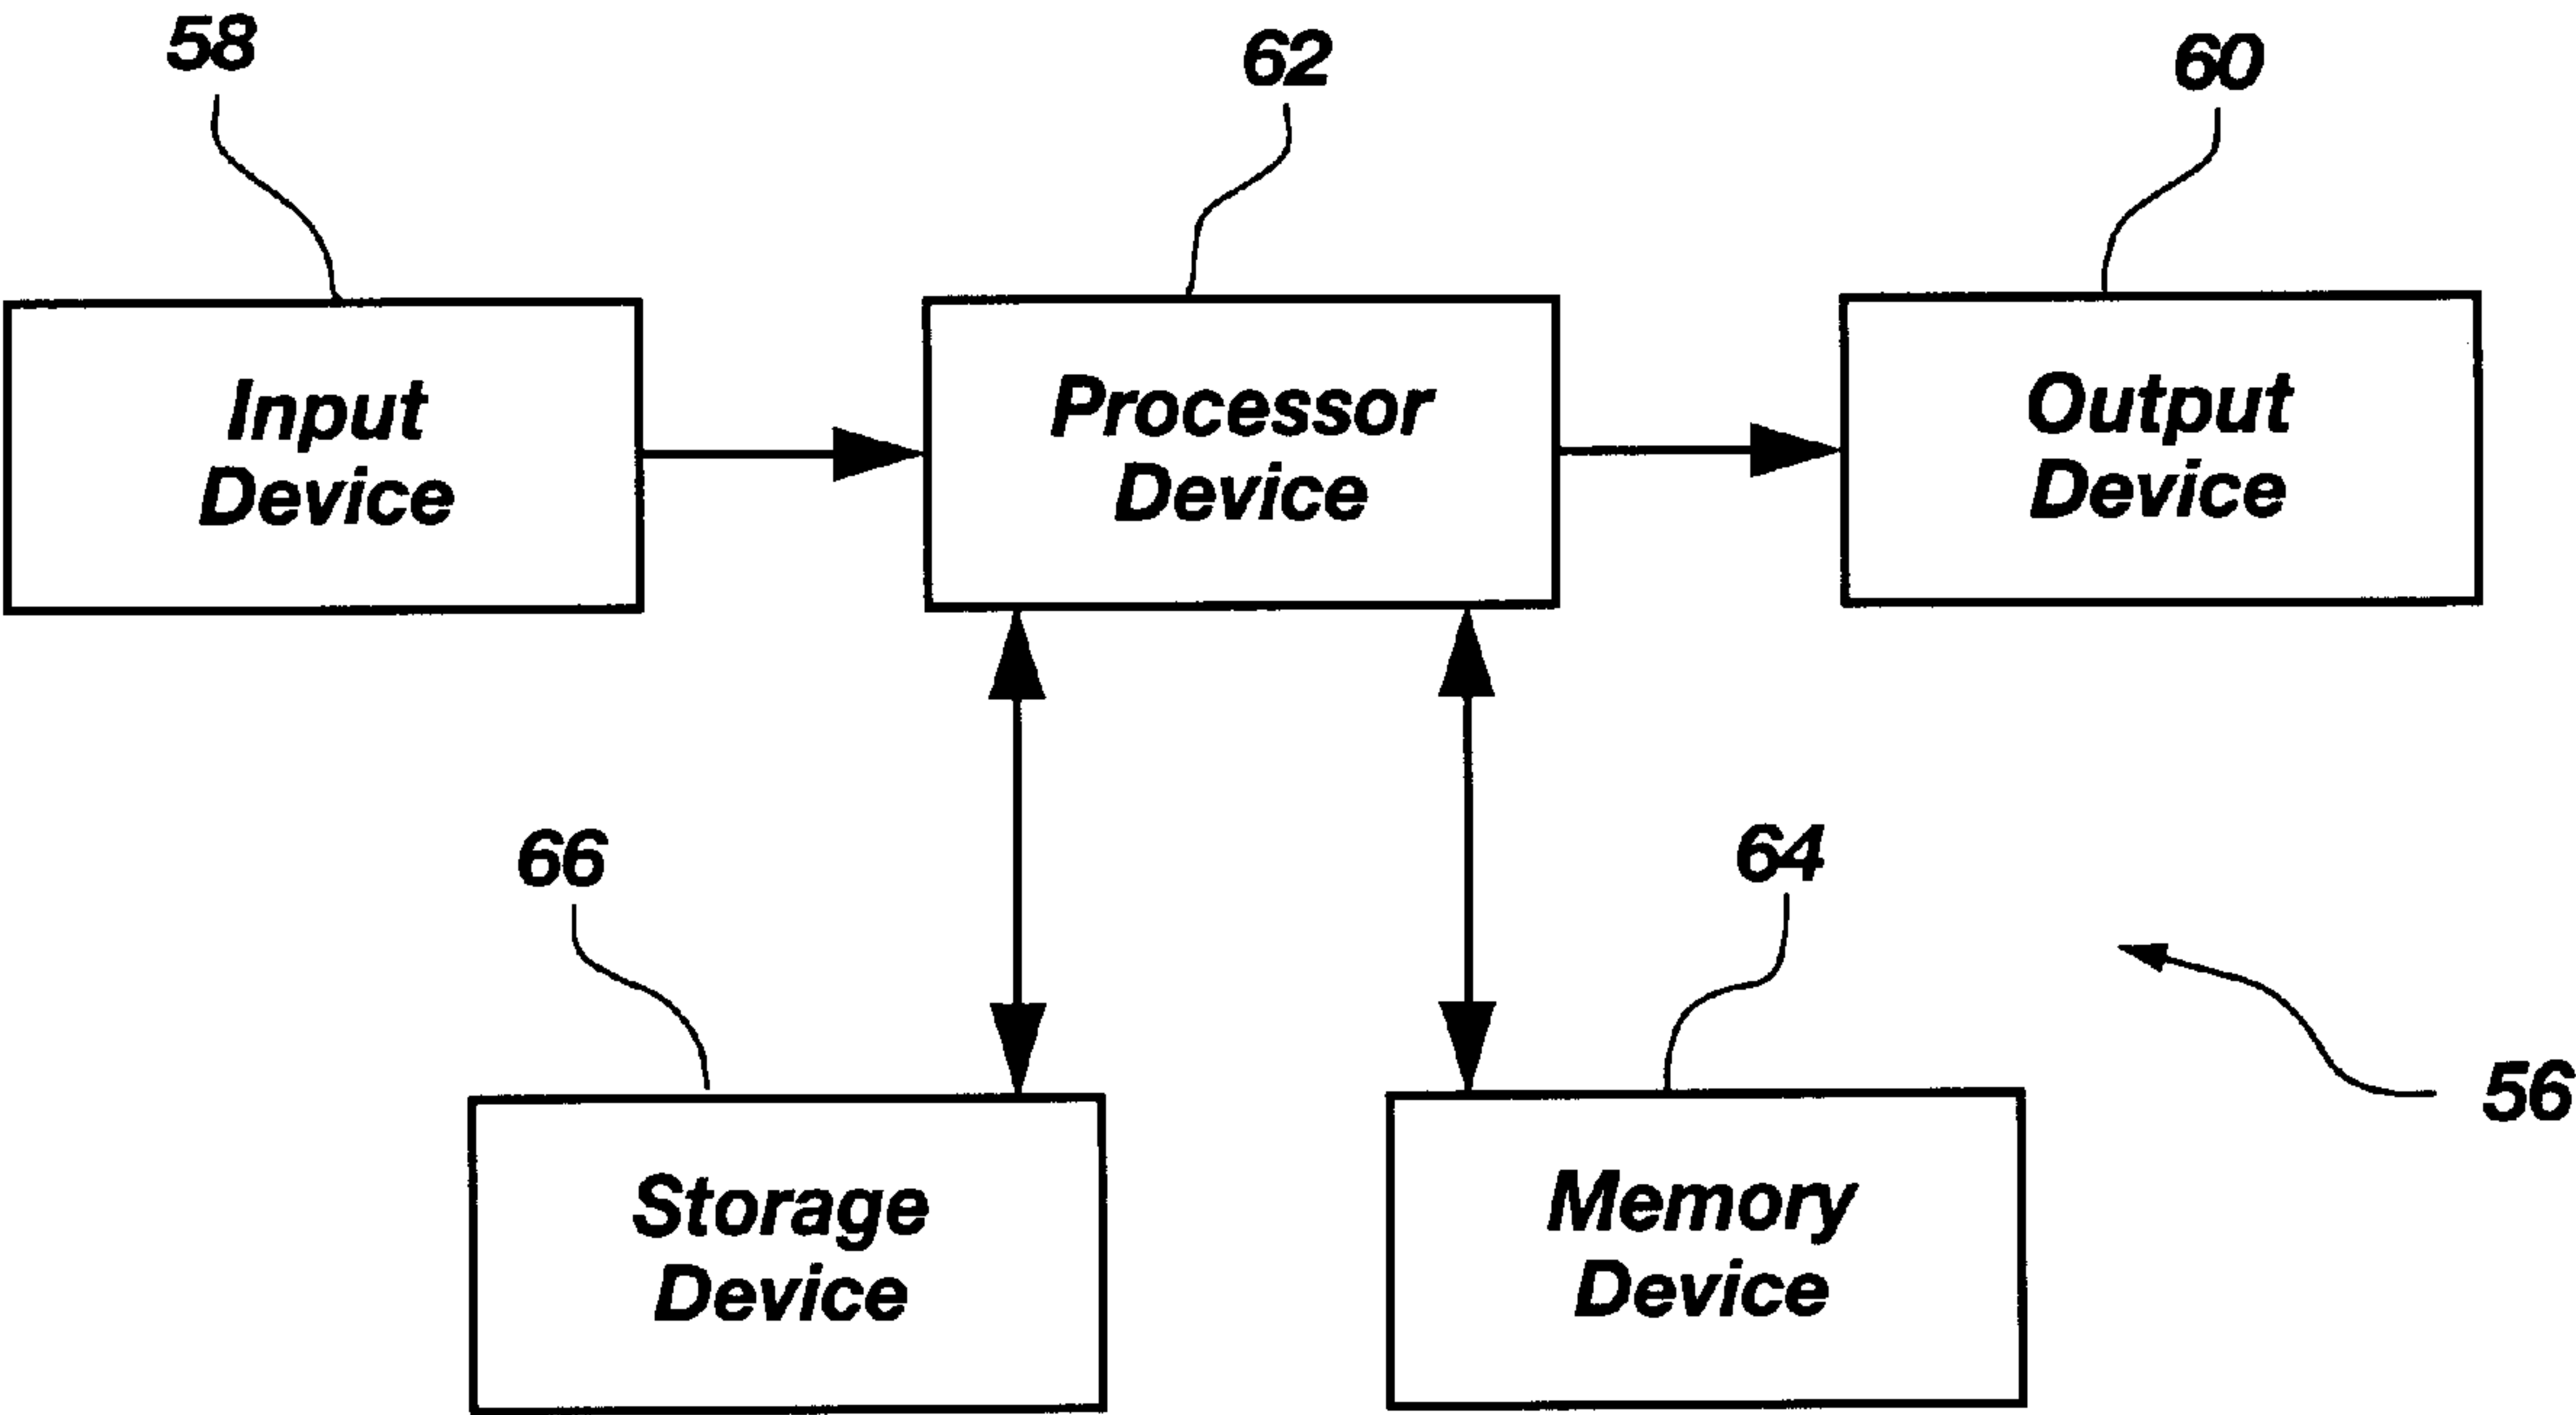 58
62
60
Input
Device
Processor
Device
Output
Device
66
64
56
Storage
Device
Memory
Device